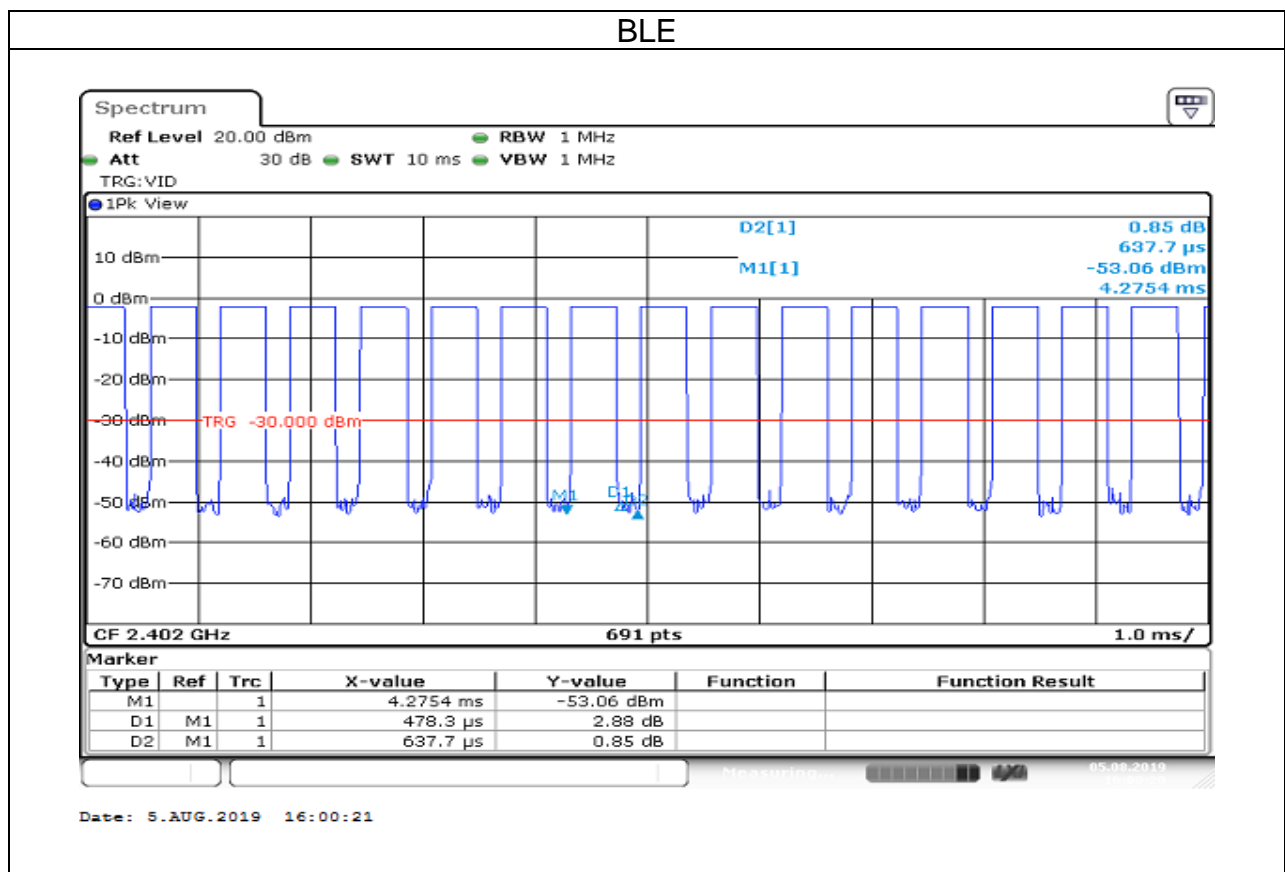 BLE
Spectrum
Ref Level 20.00 dBm RBW 1 MHz
Att 30 dB SWT 10 ms VBW 1 MHz
TRG:VID
1Pk View
D2[1] 0.85 dB
637.7 µs
10 dBm
M1[1] -53.06 dBm
4.2754 ms
0 dBm
-10 dBm
-20 dBm
-30 dBm
TRG -30.000 dBm
-40 dBm
M1 D1
-50 dBm
-60 dBm
-70 dBm
CF 2.402 GHz 691 pts 1.0 ms/
Marker
Type Ref Trc X-value Y-value Function Function Result
M1 1 4.2754 ms -53.06 dBm
D1 M1 1 478.3 µs 2.88 dB
D2 M1 1 637.7 µs 0.85 dB
Measuring... 05.08.2019
Date: 5.AUG.2019 16:00:21